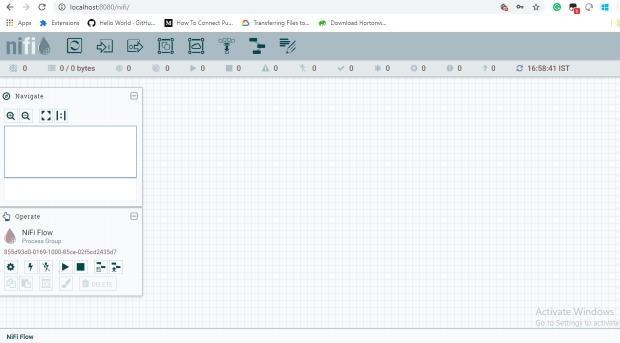 localhost:8080/nifi/
Apps Extensions Hello World - GitHu... How To Connect Pu... Transferring Files to... Download Hortonw...
nifi
0 0 / 0 bytes 0 0 0 0 0 0 0 0 0 0 0 16:58:41 IST
Navigate
Operate
NiFi Flow
Process Group
855d93d0-0169-1000-85ce-02f5cd2435d7
DELETE
Activate Windows
Go to Settings to activate
NiFi Flow